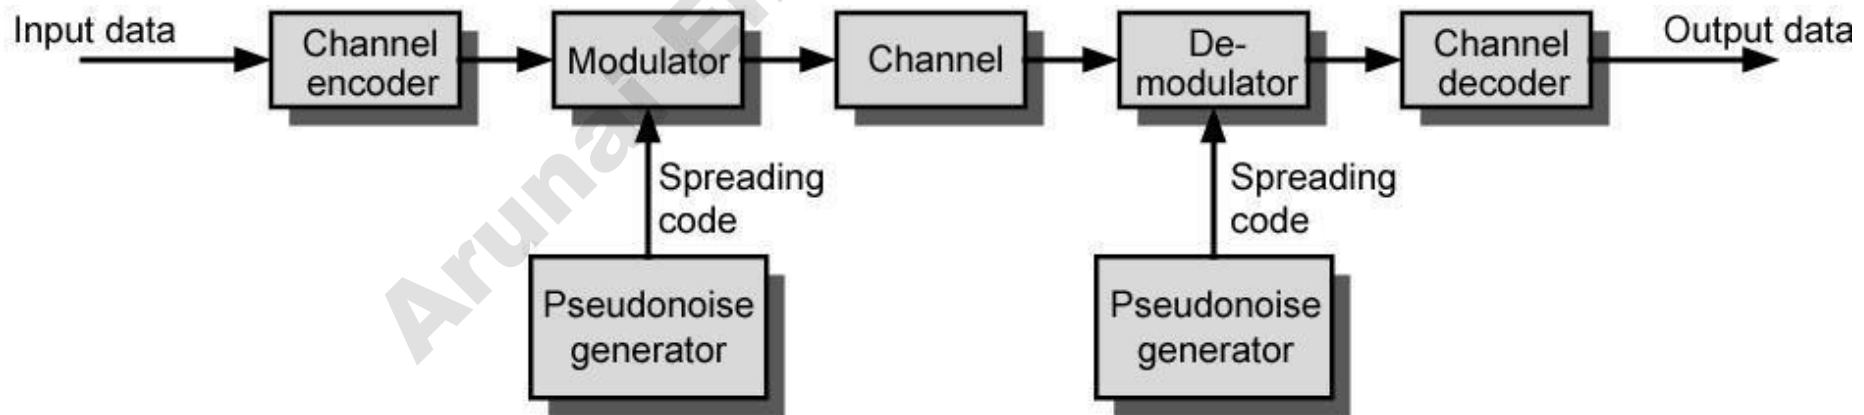 Input data
Channel
encoder
Modulator
Channel
De-
modulator
Channel
decoder
Output data
Spreading
code
Spreading
code
Pseudonoise
generator
Pseudonoise
generator
Arunai